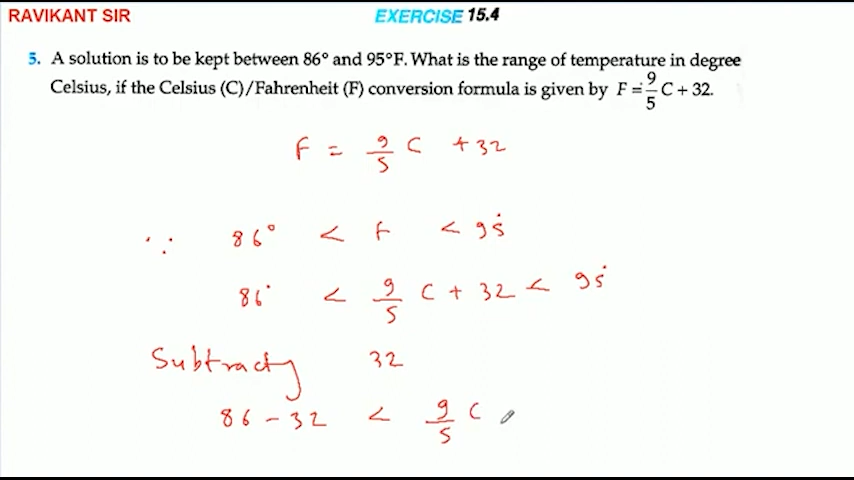 RAVIKANT SIR
EXERCISE 15.4
5. A solution is to be kept between 86° and 95°F. What is the range of temperature in degree
Celsius, if the Celsius (C)/Fahrenheit (F) conversion formula is given by F = 9/5 C + 32.
F = 9/5 C + 32
∵ 86° < F < 95°
86° < 9/5 C + 32 < 95°
Subtracty 32
86 - 32 < 9/5 C